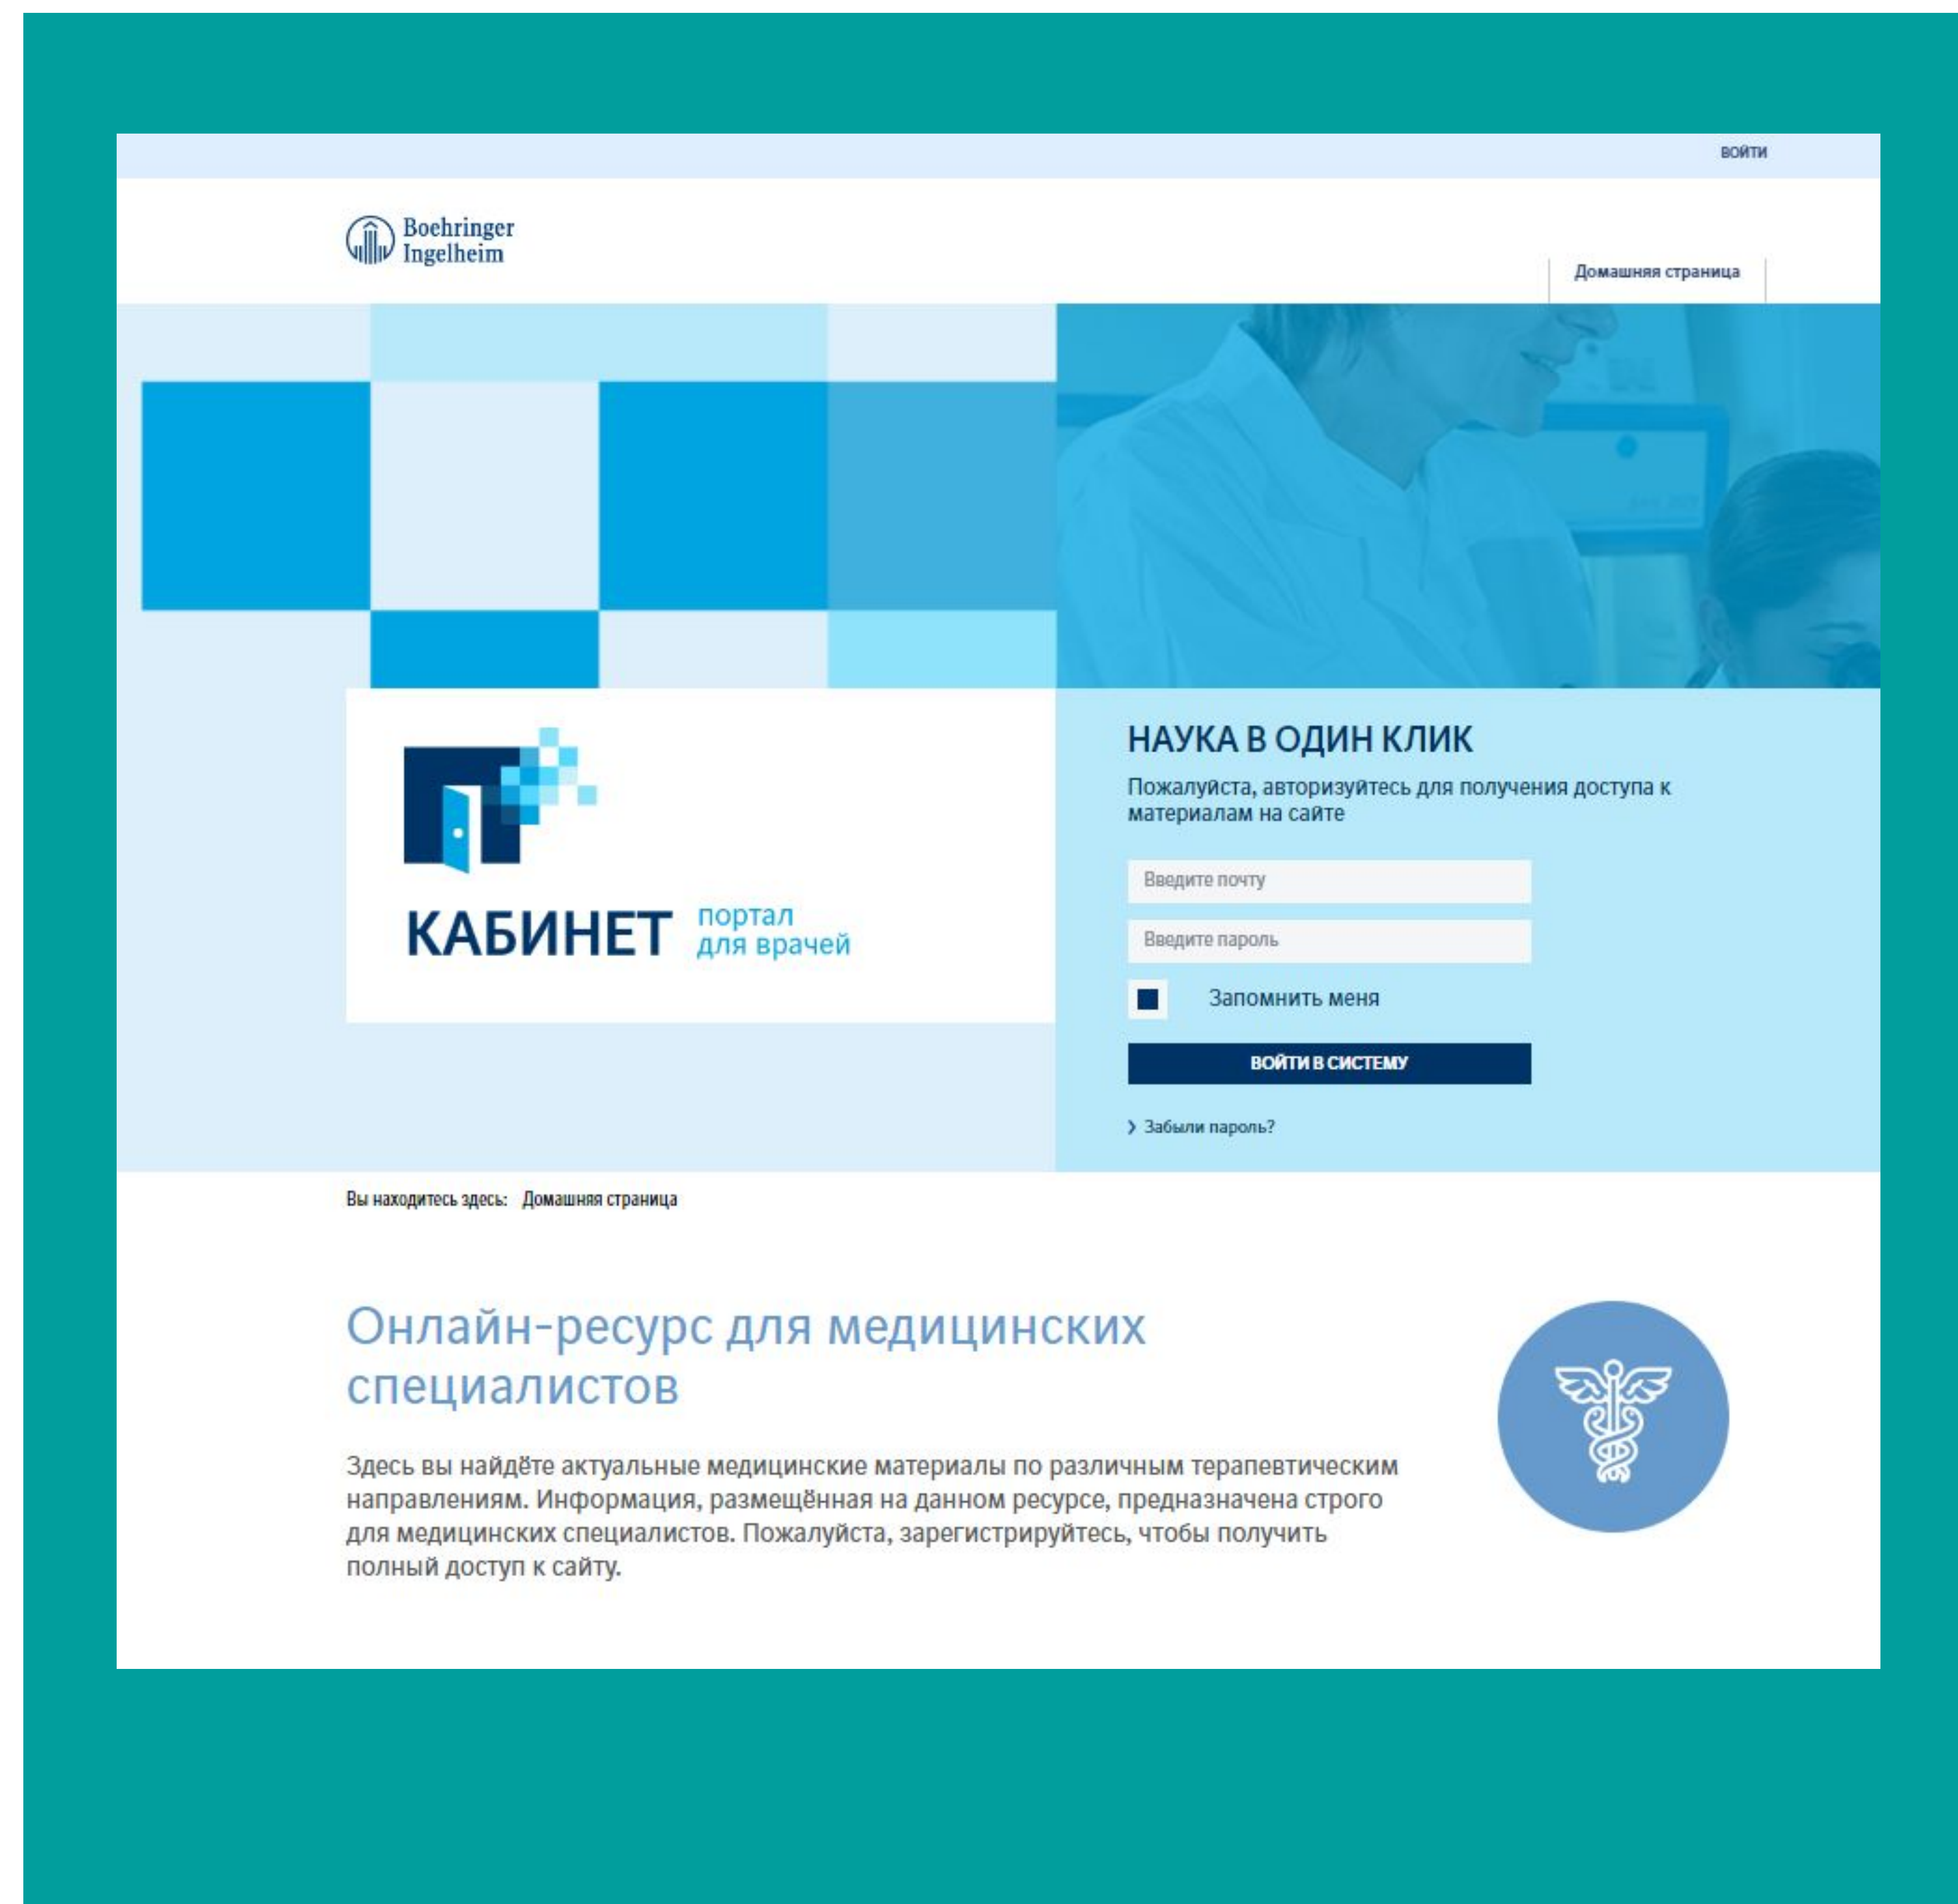 ВОЙТИ
Boehringer
Ingelheim
Домашняя страница
НАУКА В ОДИН КЛИК
Пожалуйста, авторизуйтесь для получения доступа к
материалам на сайте
Введите почту
Введите пароль
Запомнить меня
ВОЙТИ В СИСТЕМУ
Забыли пароль?
КАБИНЕТ
портал
для врачей
Вы находитесь здесь: Домашняя страница
Онлайн-ресурс для медицинских
специалистов
Здесь вы найдёте актуальные медицинские материалы по различным терапевтическим
направлениям. Информация, размещённая на данном ресурсе, предназначена строго
для медицинских специалистов. Пожалуйста, зарегистрируйтесь, чтобы получить
полный доступ к сайту.